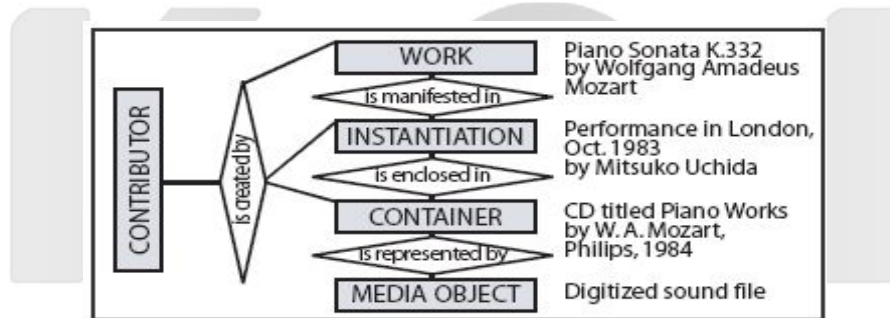 WORK
Piano Sonata K.332
by Wolfgang Amadeus
Mozart
is manifested in
INSTANTIATION
Performance in London,
Oct. 1983
by Mitsuko Uchida
is enclosed in
CONTRIBUTOR
is created by
CONTAINER
CD titled Piano Works
by W. A. Mozart,
Philips, 1984
is represented by
MEDIA OBJECT
Digitized sound file